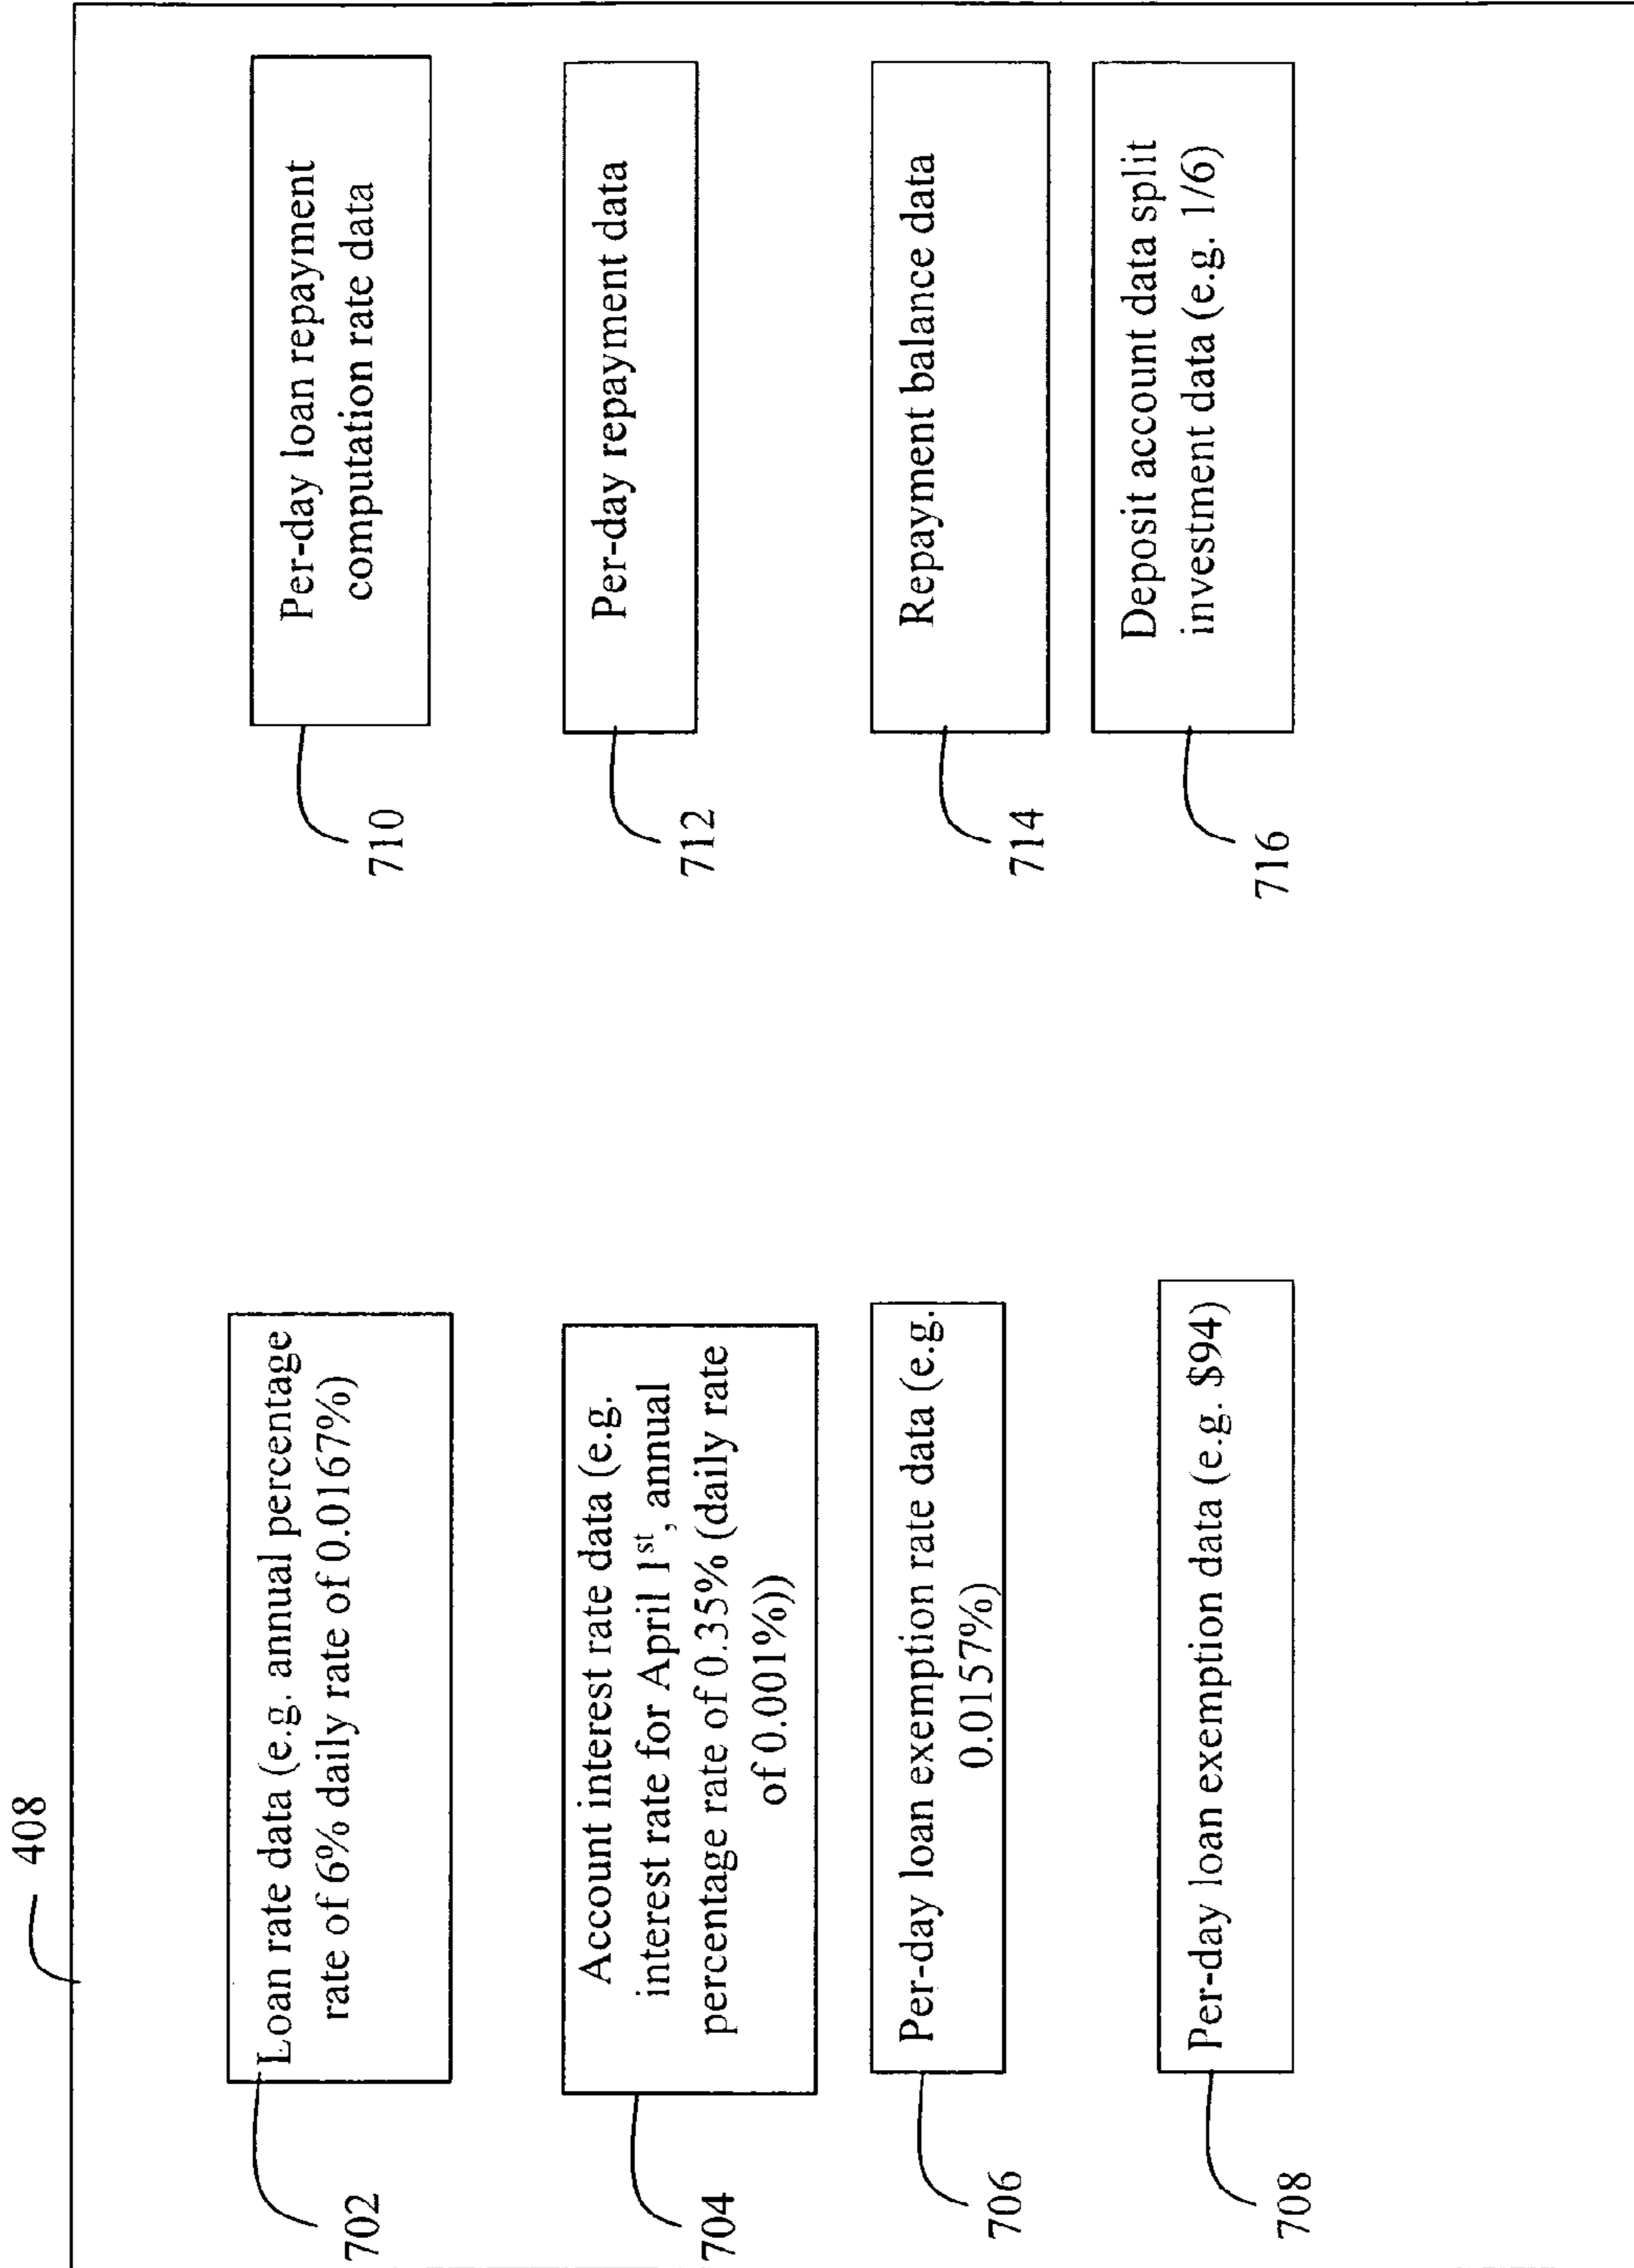 408
702
Loan rate data (e.g. annual percentage
rate of 6% daily rate of 0.0167%)
704
Account interest rate data (e.g.
interest rate for April 1st, annual
percentage rate of 0.35% (daily rate
of 0.001%))
706
Per-day loan exemption rate data (e.g.
0.0157%)
708
Per-day loan exemption data (e.g. $94)
710
Per-day loan repayment
computation rate data
712
Per-day repayment data
714
Repayment balance data
716
Deposit account data split
investment data (e.g. 1/6)